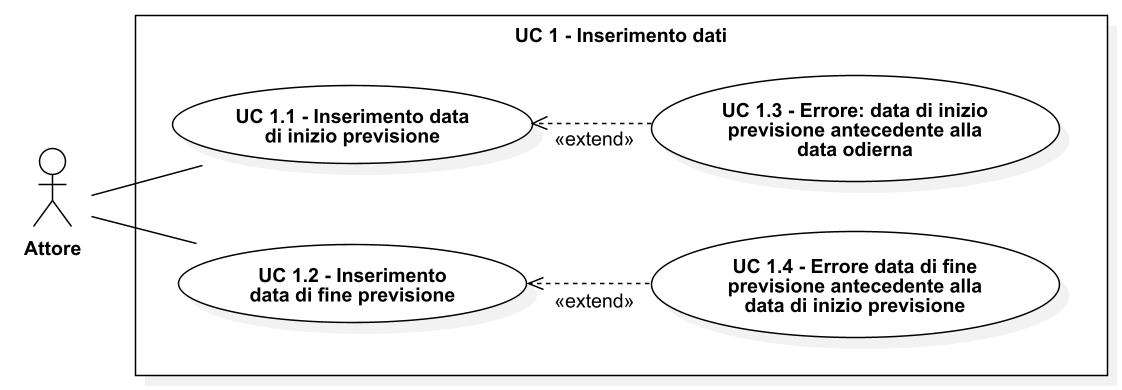 UC 1 - Inserimento dati
UC 1.1 - Inserimento data
di inizio previsione
«extend»
UC 1.3 - Errore: data di inizio
previsione antecedente alla
data odierna
Attore
UC 1.2 - Inserimento
data di fine previsione
«extend»
UC 1.4 - Errore data di fine
previsione antecedente alla
data di inizio previsione